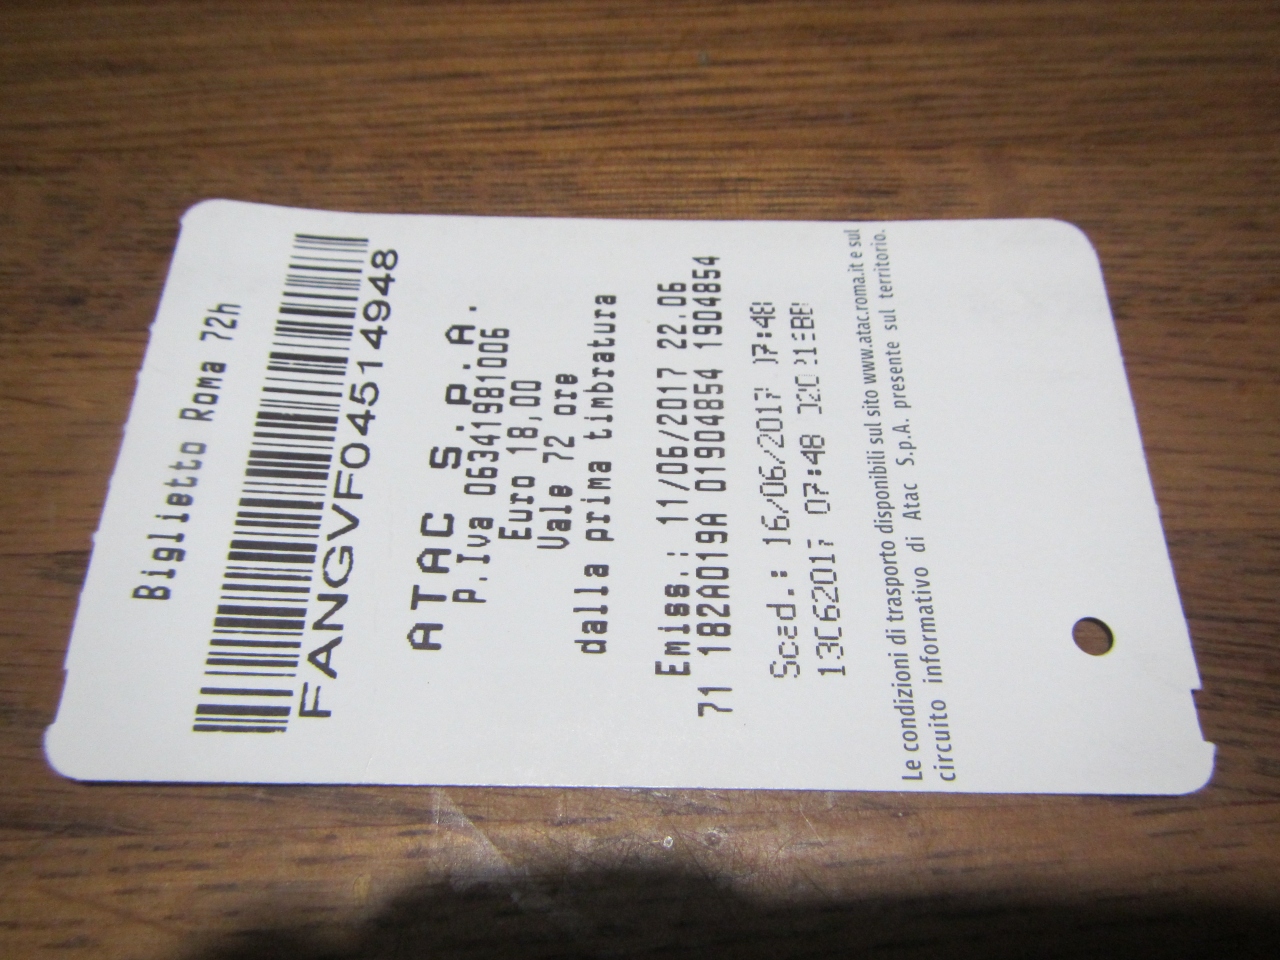 Biglietto Roma 72h
FANGVF04514948
ATAC S.P.A.
P.Iva 06341981006
Euro 18,00
Vale 72 ore
dalla prima timbratura
Emiss.: 11/06/2017 22.06
71 1B2A019A 01904854 1904854
Scad.: 16/06/2017 07:48
13062017 07:48
Le condizioni di trasporto disponibili sul sito www.atac.roma.it e sul
circuito informativo di Atac S.p.A. presente sul territorio.